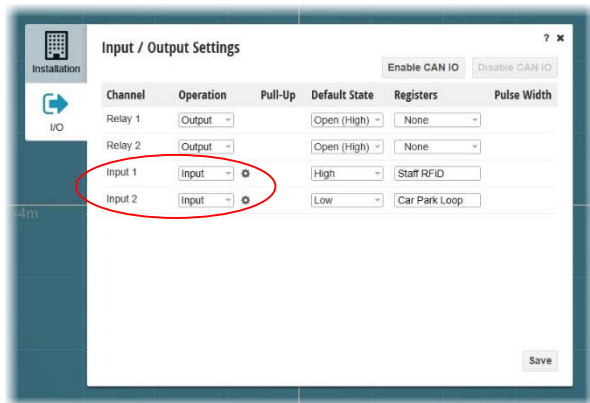 ? ×
Installation
Input / Output Settings
Enable CAN IO Disable CAN IO
I/O
Channel Operation Pull-Up Default State Registers Pulse Width
Relay 1 Output Open (High) None
Relay 2 Output Open (High) None
Input 1 Input High Staff RFID
Input 2 Input Low Car Park Loop
-4m
Save